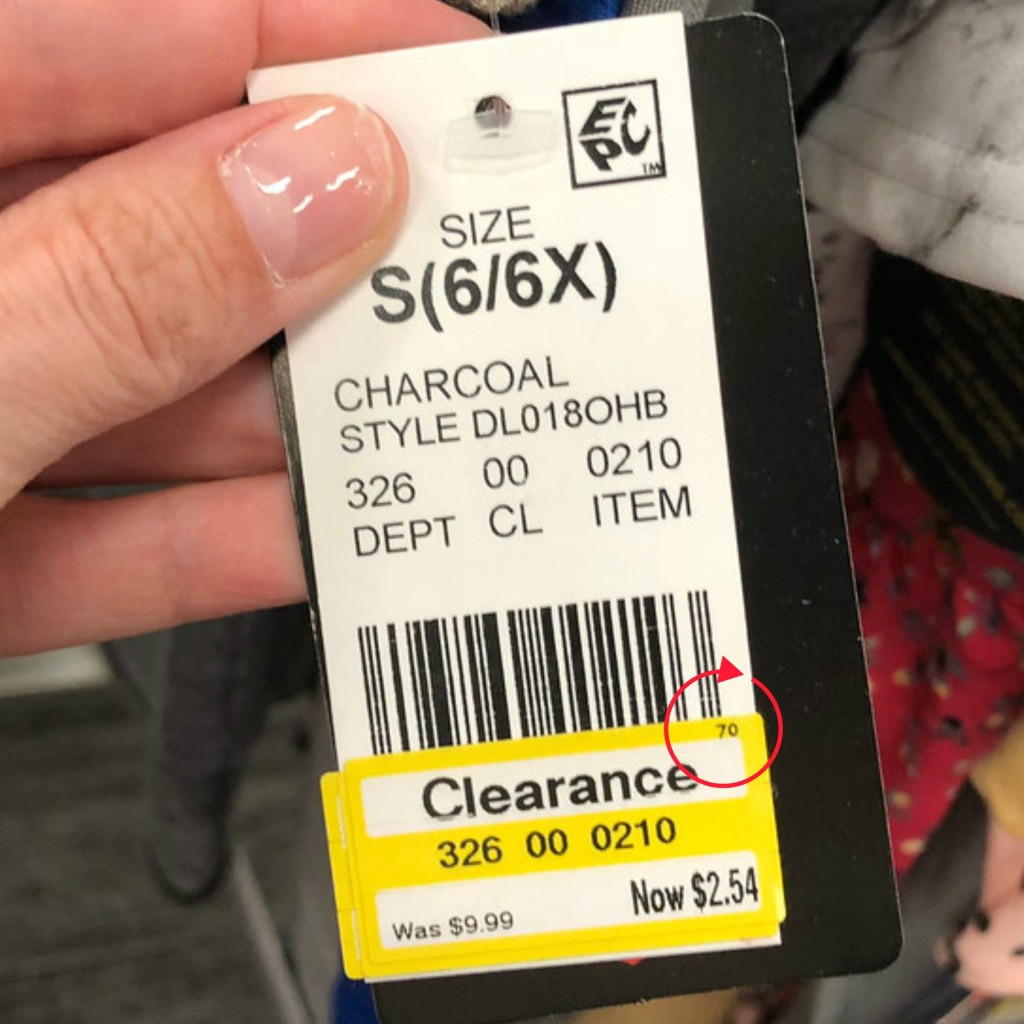 EPC
TM
SIZE
S(6/6X)
CHARCOAL
STYLE DL018OHB
326 00 0210
DEPT CL ITEM
70
Clearance
326 00 0210
Now $2.54
Was $9.99